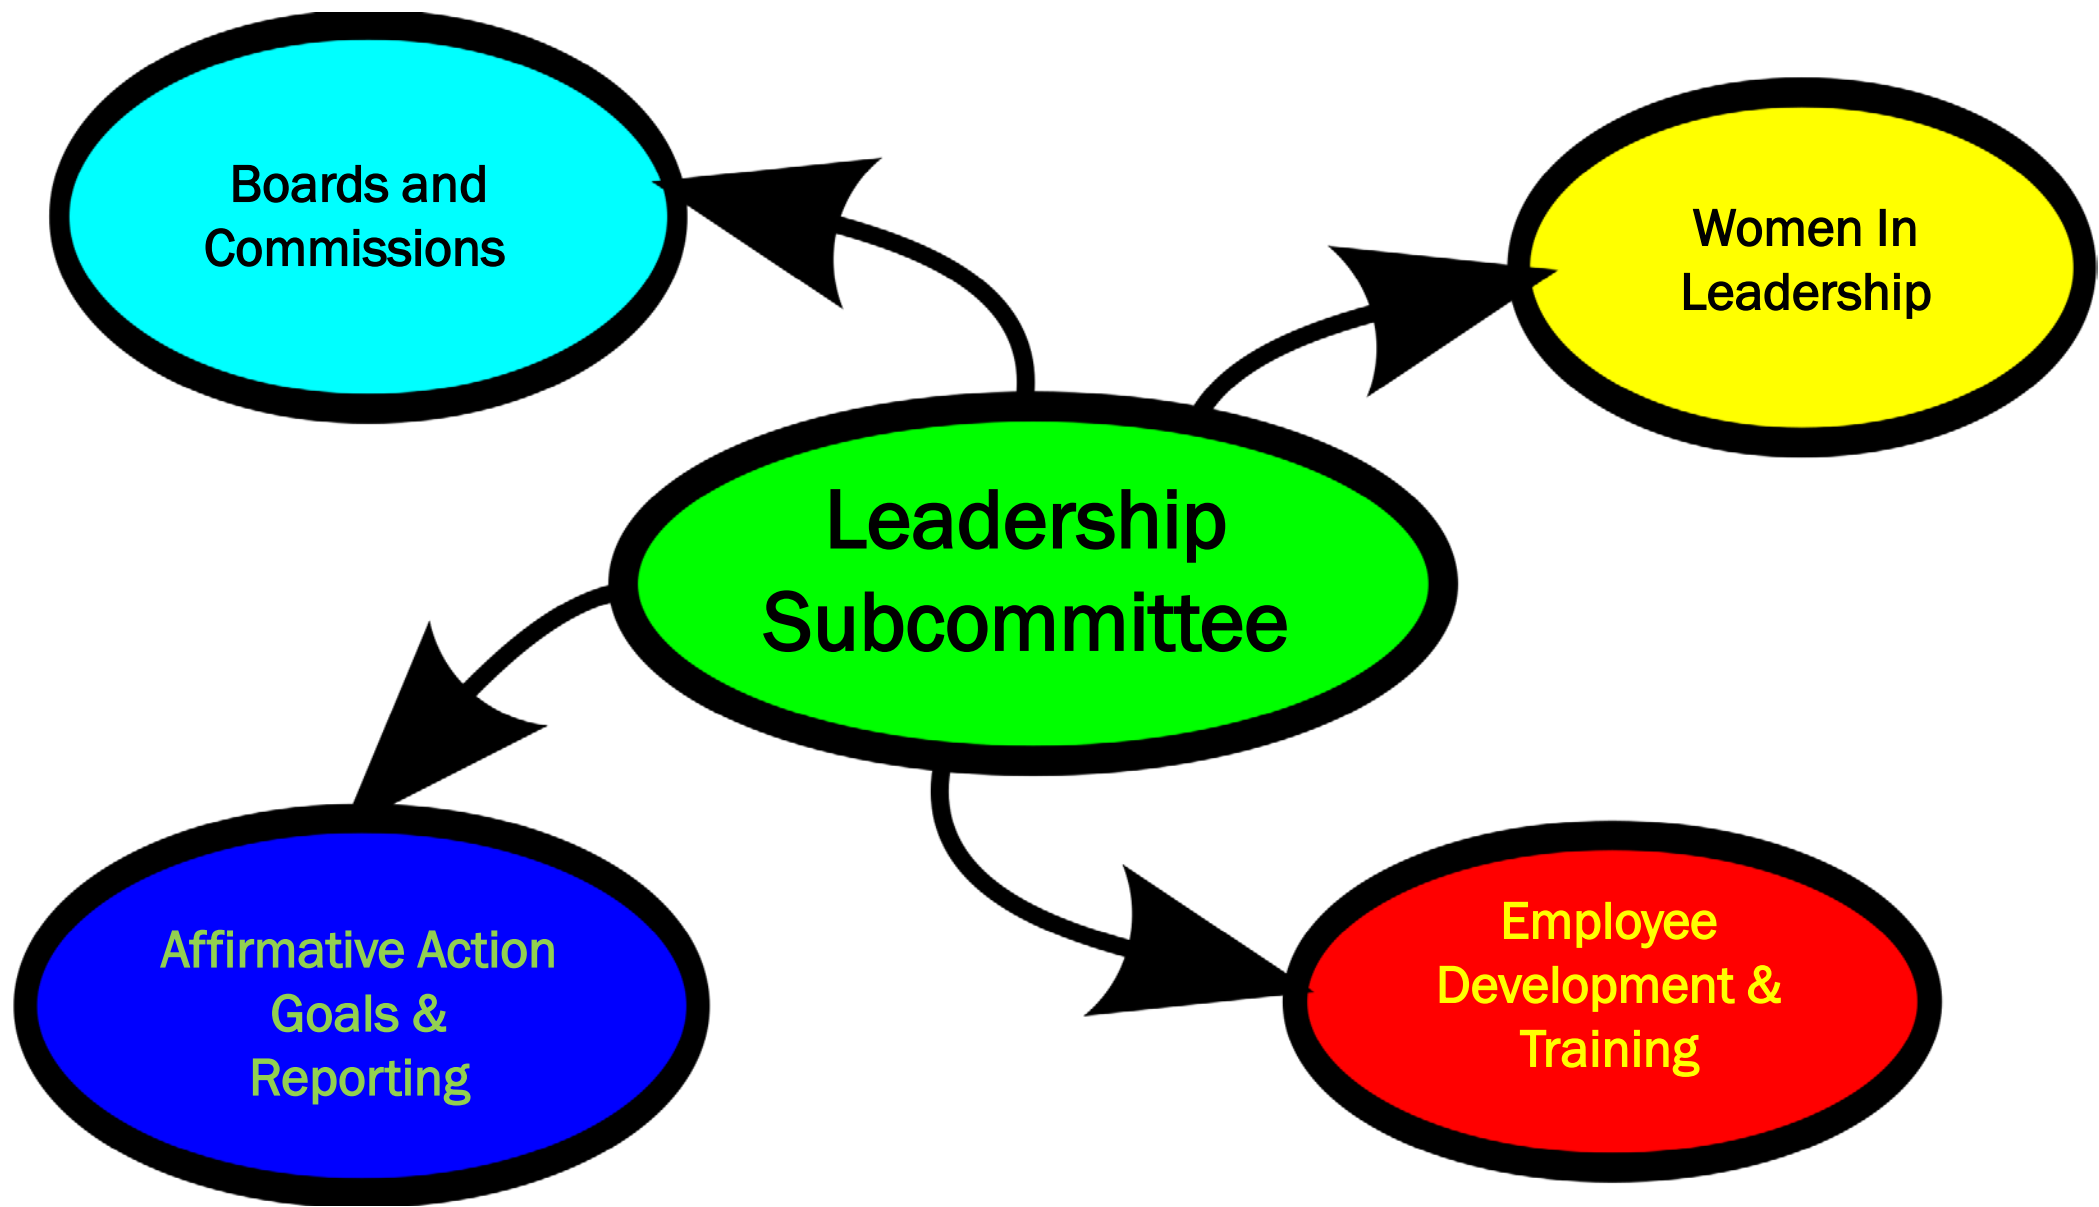 Boards and
Commissions
Women In
Leadership
Leadership
Subcommittee
Affirmative Action
Goals &
Reporting
Employee
Development &
Training